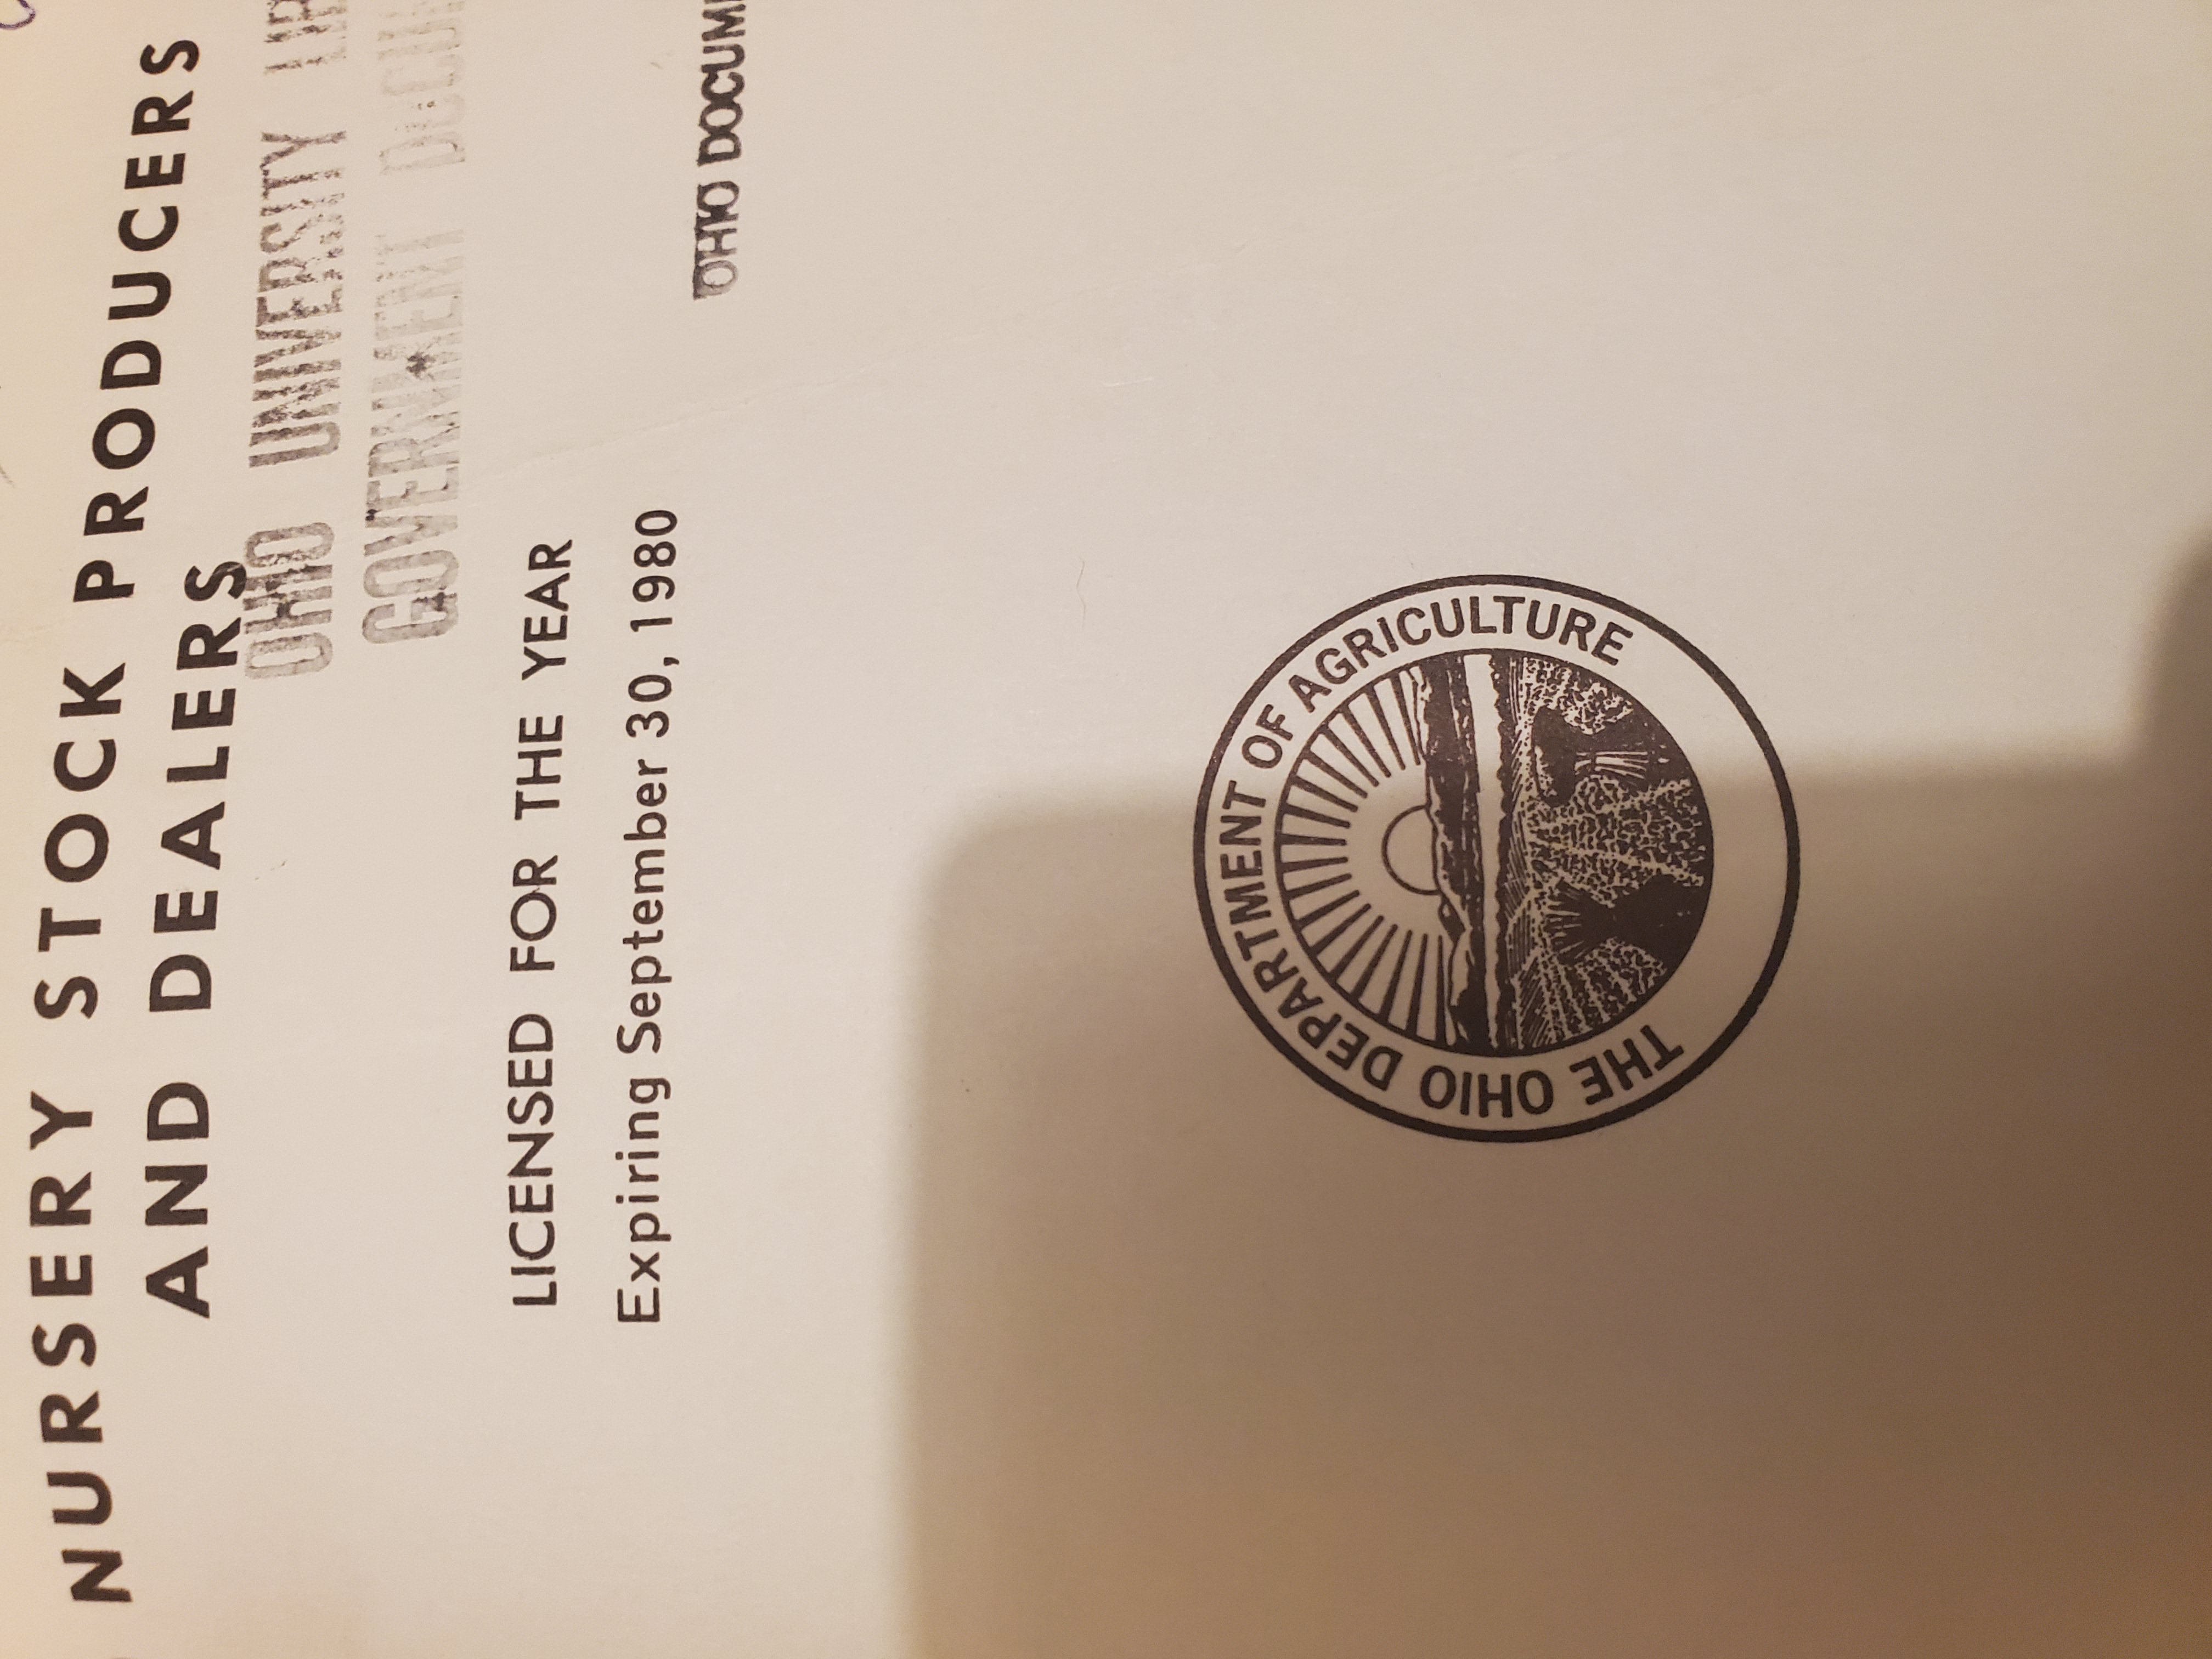 NURSERY STOCK PRODUCERS
AND DEALERS
OHIO UNIVERSITY
GOVERNMENT
LICENSED FOR THE YEAR
Expiring September 30, 1980
OHIO
THE OHIO DEPARTMENT OF AGRICULTURE